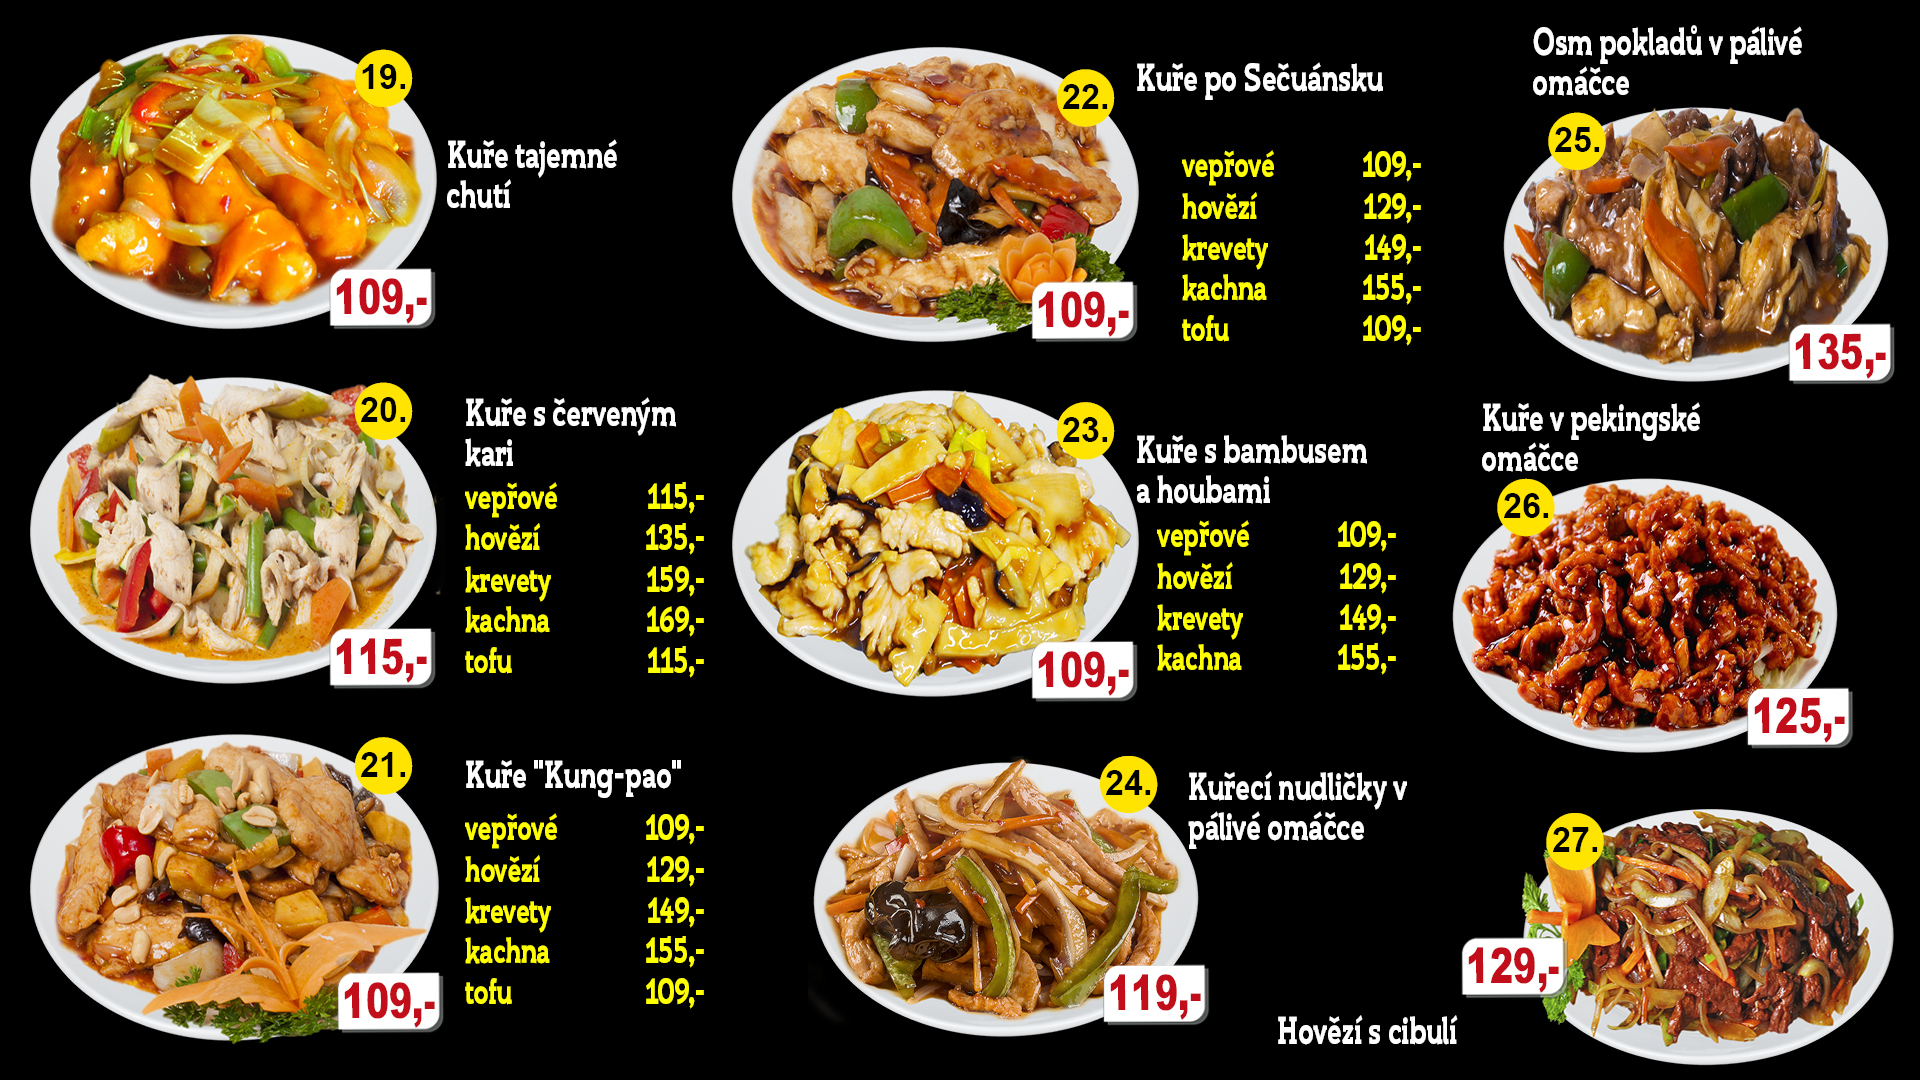 19.
Kuře tajemné
chutí
109,-
20.
Kuře s červeným
kari
vepřové 115,-
hovězí 135,-
krevety 159,-
kachna 169,-
tofu 115,-
115,-
21.
Kuře "Kung-pao"
vepřové 109,-
hovězí 129,-
krevety 149,-
kachna 155,-
tofu 109,-
109,-
22.
Kuře po Sečuánsku
vepřové 109,-
hovězí 129,-
krevety 149,-
kachna 155,-
tofu 109,-
109,-
23.
Kuře s bambusem
a houbami
vepřové 109,-
hovězí 129,-
krevety 149,-
kachna 155,-
109,-
24.
Kuřecí nudličky v
pálivé omáčce
119,-
Osm pokladů v pálivé
omáčce
25.
135,-
Kuře v pekingské
omáčce
26.
125,-
27.
129,-
Hovězí s cibulí